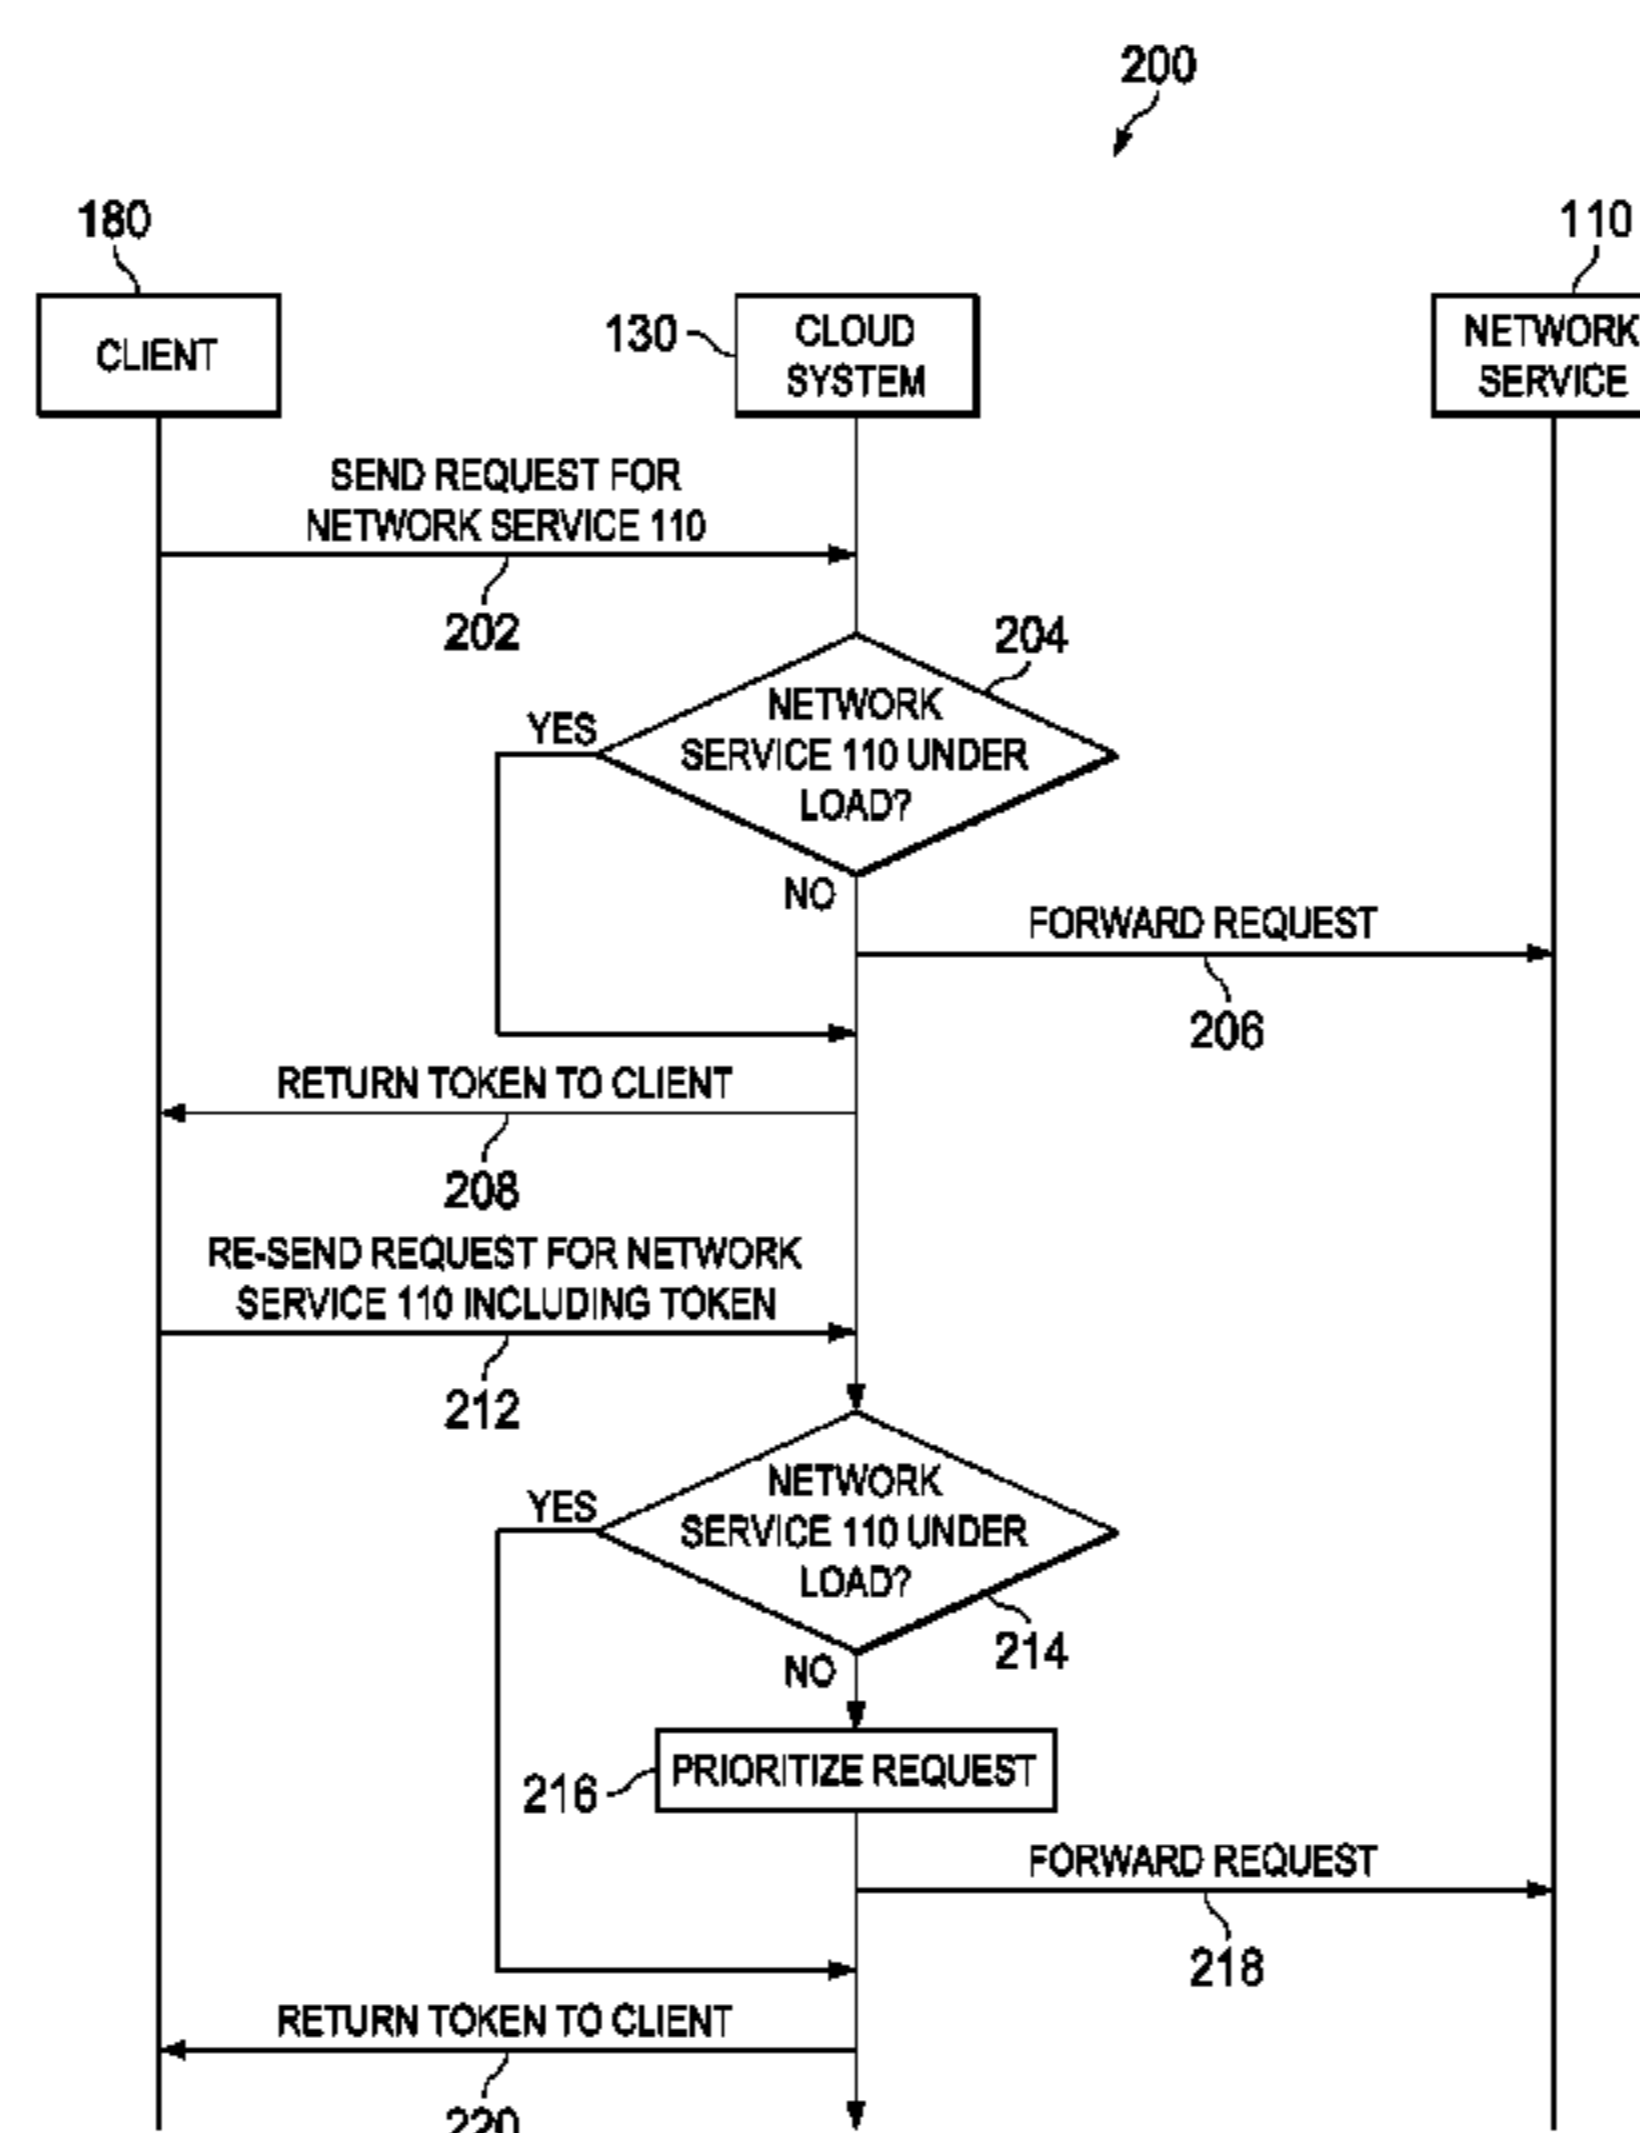 200
180
110
130
CLIENT
CLOUD
SYSTEM
NETWORK
SERVICE
SEND REQUEST FOR
NETWORK SERVICE 110
202
204
NETWORK
SERVICE 110 UNDER
LOAD?
YES
NO
FORWARD REQUEST
206
RETURN TOKEN TO CLIENT
208
RE-SEND REQUEST FOR NETWORK
SERVICE 110 INCLUDING TOKEN
212
NETWORK
SERVICE 110 UNDER
LOAD?
YES
214
NO
PRIORITIZE REQUEST
216
FORWARD REQUEST
218
RETURN TOKEN TO CLIENT
220